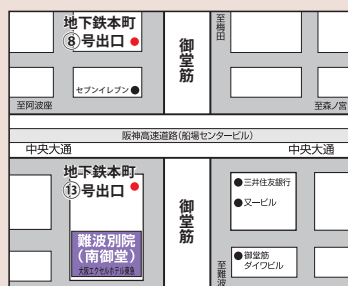 地下鉄本町
⑧号出口
御堂筋
至梅田
セブンイレブン
至阿波座
至森ノ宮
阪神高速道路(船場センタービル)
中央大通
中央大通
地下鉄本町
⑬号出口
御堂筋
三井住友銀行
ヌービル
難波別院
(南御堂)
大阪エクセルホテル東急
御堂筋
ダイワビル
至難波